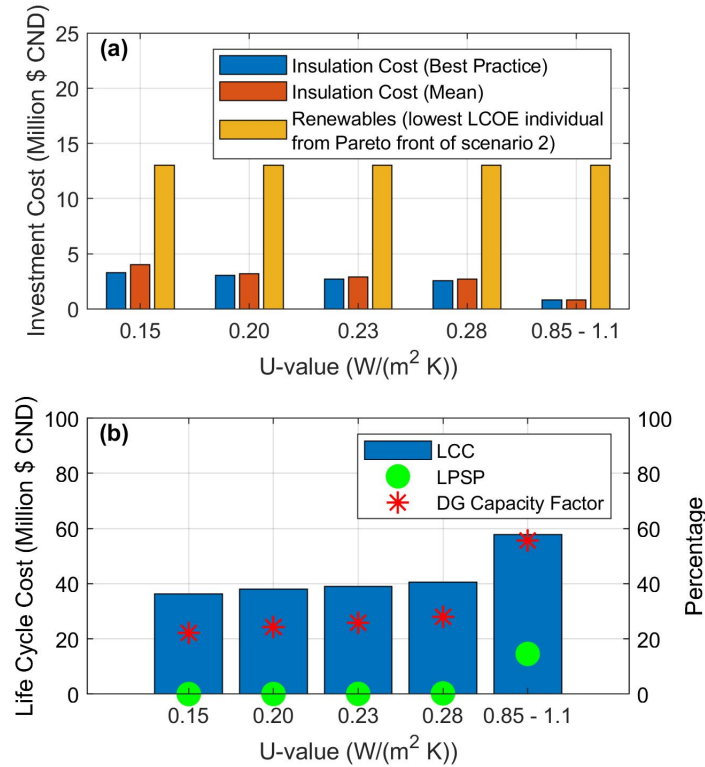 (a)
Investment Cost (Million $ CND)
25
20
15
10
5
0
Insulation Cost (Best Practice)
Insulation Cost (Mean)
Renewables (lowest LCOE individual
from Pareto front of scenario 2)
0.15 0.20 0.23 0.28 0.85 - 1.1
U-value (W/(m² K))
(b)
Life Cycle Cost (Million $ CND)
100
80
60
40
20
0
LCC
LPSP
DG Capacity Factor
100
80
60
40
20
0
Percentage
0.15 0.20 0.23 0.28 0.85 - 1.1
U-value (W/(m² K))